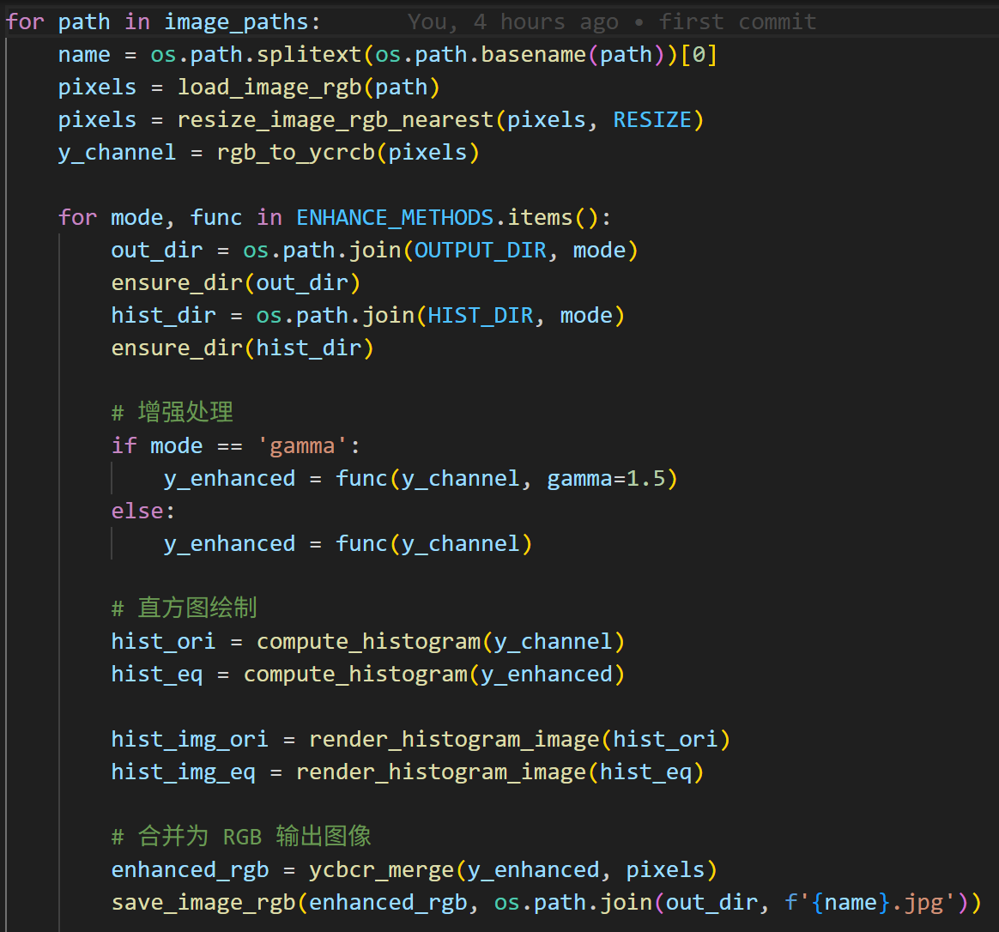 for path in image_paths:    You, 4 hours ago • first commit
    name = os.path.splitext(os.path.basename(path))[0]
    pixels = load_image_rgb(path)
    pixels = resize_image_rgb_nearest(pixels, RESIZE)
    y_channel = rgb_to_ycrcb(pixels)

    for mode, func in ENHANCE_METHODS.items():
        out_dir = os.path.join(OUTPUT_DIR, mode)
        ensure_dir(out_dir)
        hist_dir = os.path.join(HIST_DIR, mode)
        ensure_dir(hist_dir)

        # 增强处理
        if mode == 'gamma':
            y_enhanced = func(y_channel, gamma=1.5)
        else:
            y_enhanced = func(y_channel)

        # 直方图绘制
        hist_ori = compute_histogram(y_channel)
        hist_eq = compute_histogram(y_enhanced)

        hist_img_ori = render_histogram_image(hist_ori)
        hist_img_eq = render_histogram_image(hist_eq)

        # 合并为 RGB 输出图像
        enhanced_rgb = ycbcr_merge(y_enhanced, pixels)
        save_image_rgb(enhanced_rgb, os.path.join(out_dir, f'{name}.jpg'))